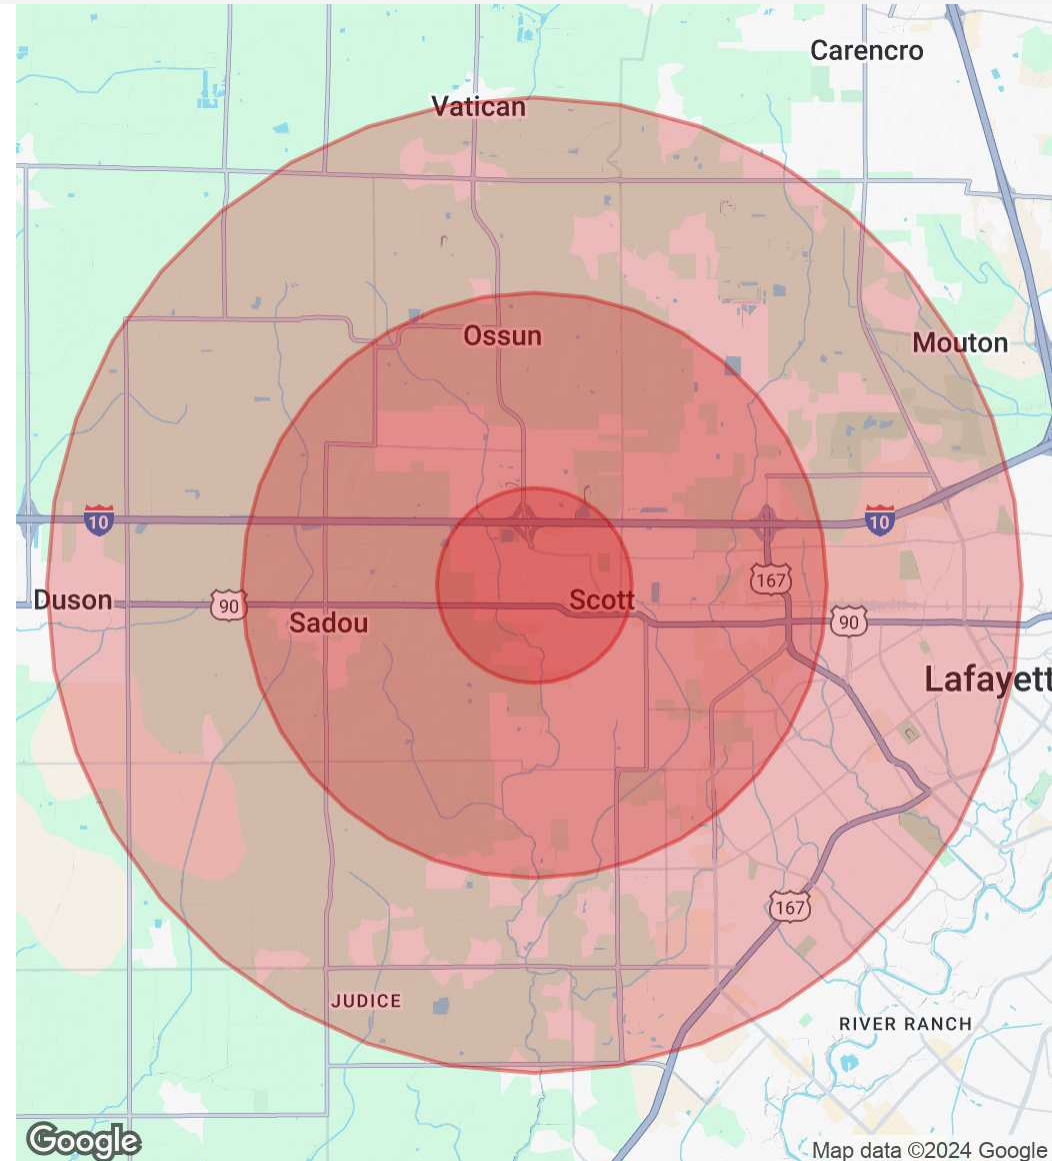 Carencro
Vatican
Ossun
Mouton
10
10
167
Duson
90
Scott
Sadou
90
Lafayett
167
JUDICE
RIVER RANCH
Google
Map data ©2024 Google